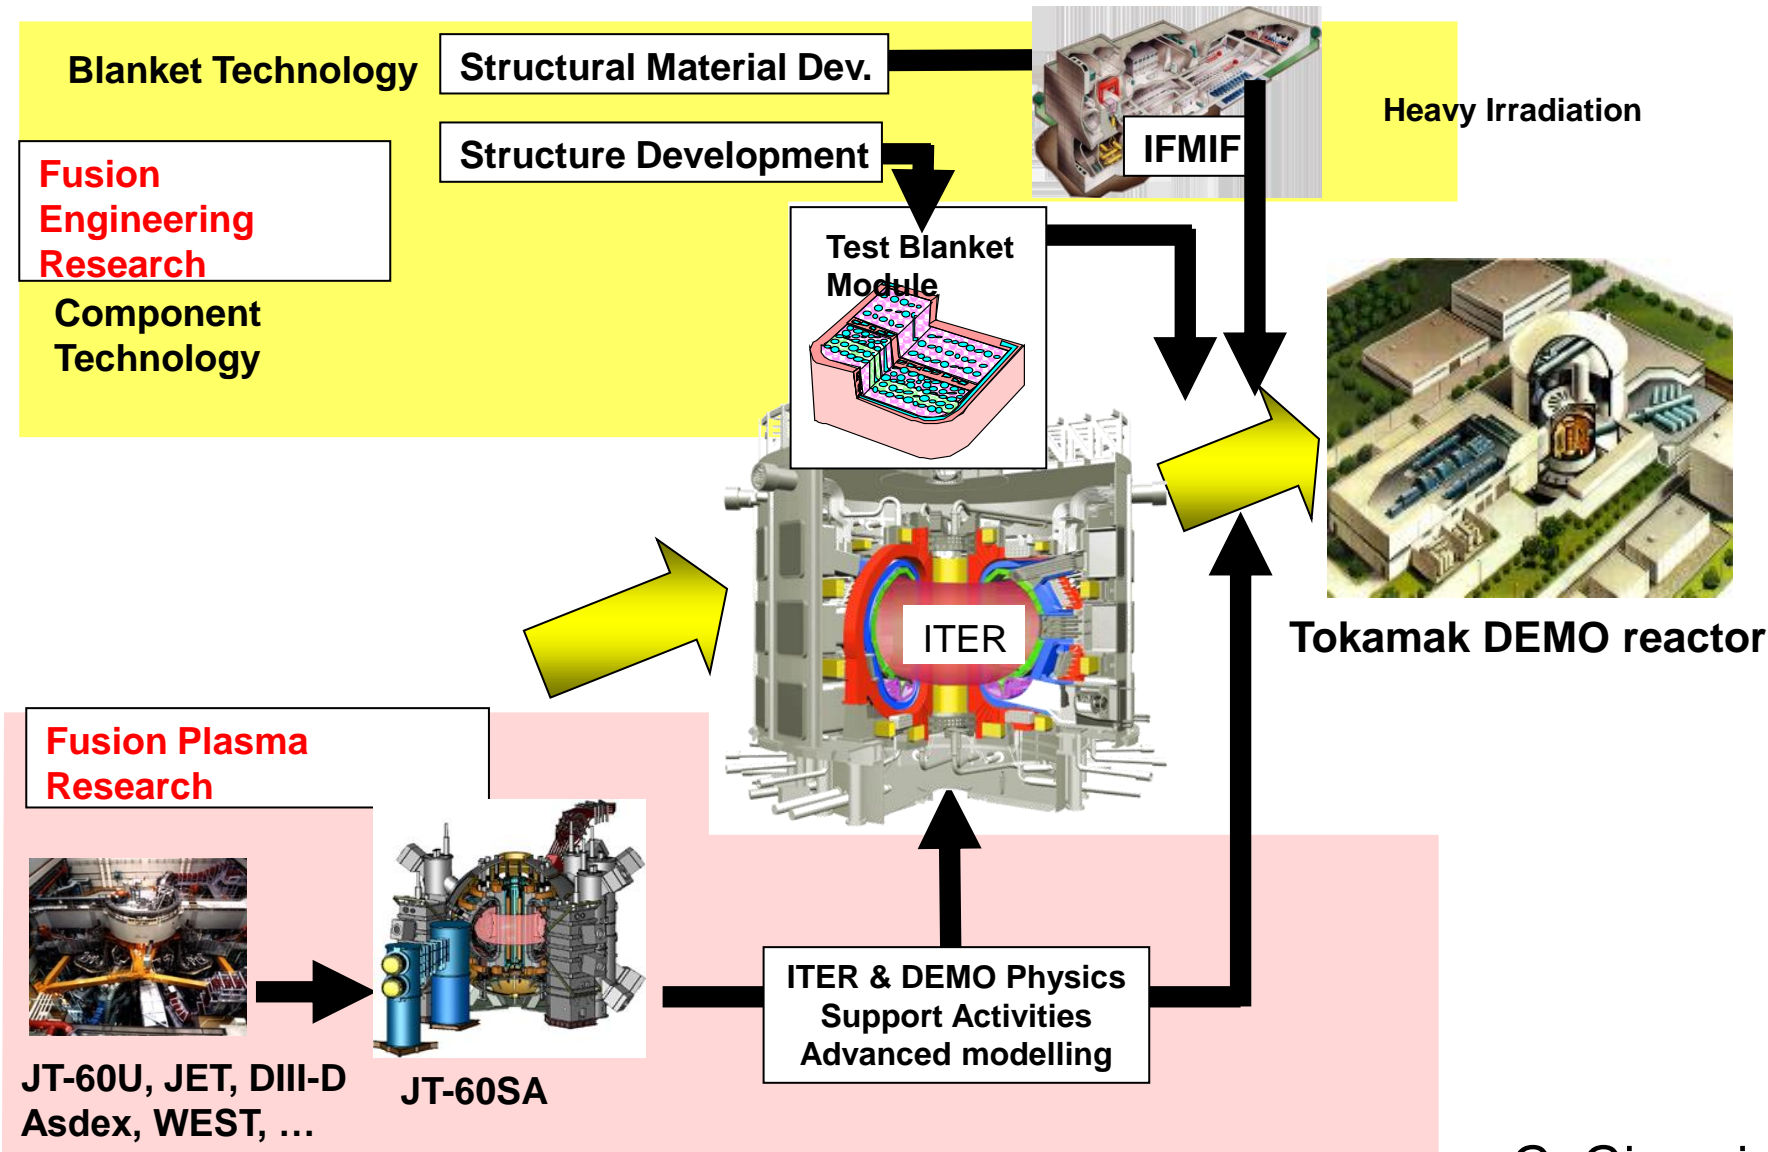 Blanket Technology
Structural Material Dev.
Heavy Irradiation
Structure Development
IFMIF
Fusion
Engineering
Research
Test Blanket
Module
Component
Technology
ITER
Tokamak DEMO reactor
Fusion Plasma
Research
ITER & DEMO Physics
Support Activities
Advanced modelling
JT-60U, JET, DIII-D
Asdex, WEST, …
JT-60SA